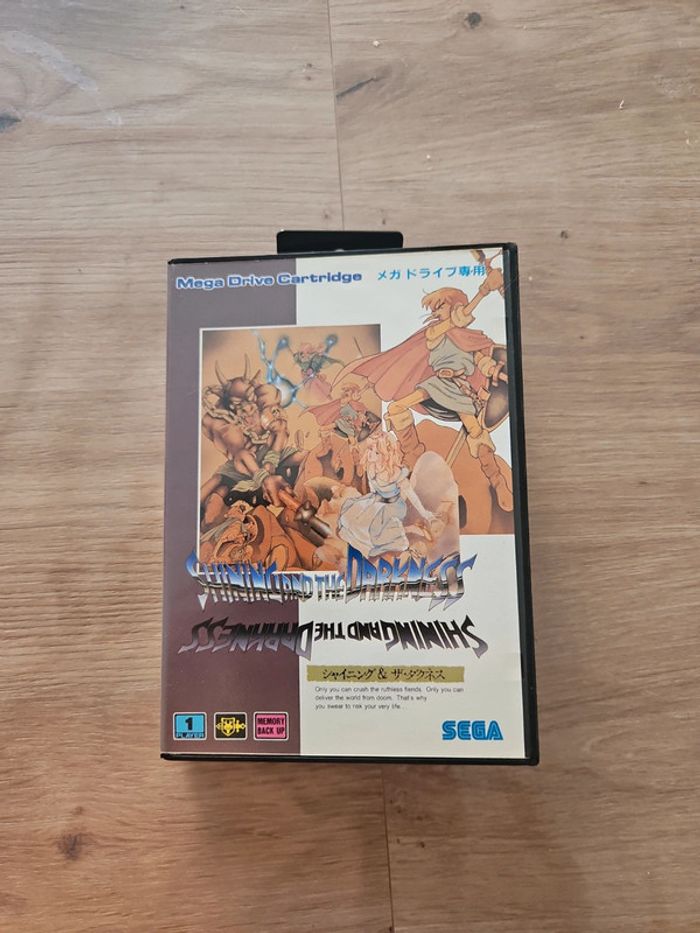 Mega Drive Cartridge メガドライブ専用
SHINING AND THE DARKNESS
SHINING AND THE DARKNESS
シャイニング&ザ・ダクネス
Only you can crush the ruthless fiends. Only you can
deliver the world from doom. That's why
you swear to risk your very life...
1
PLAYER
MEMORY
BACK UP
SEGA